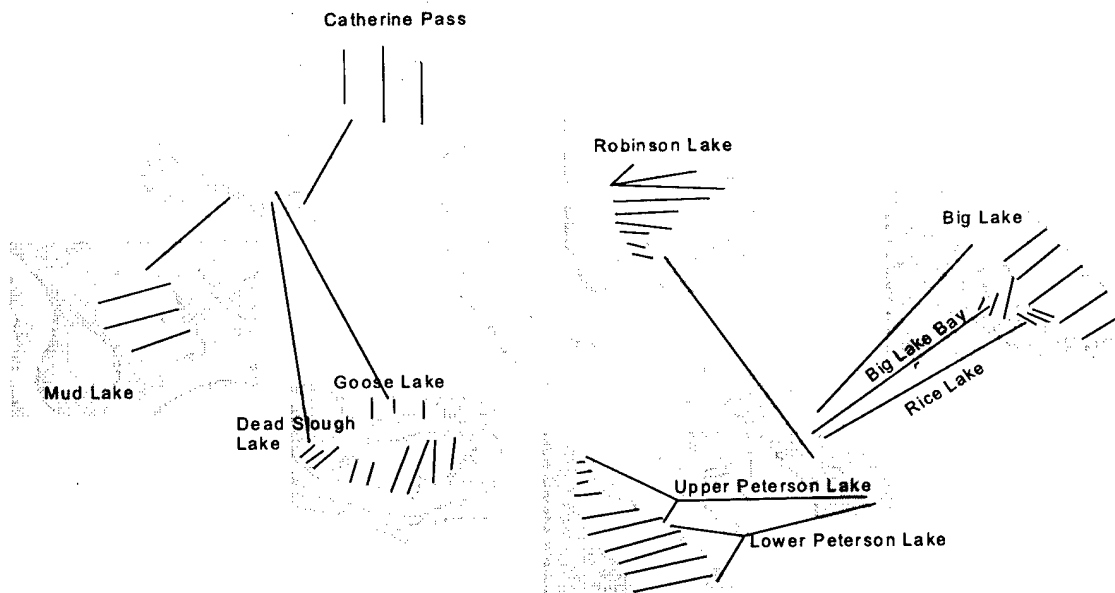 Catherine Pass
Robinson Lake
Big Lake
Big Lake Bay
Rice Lake
Mud Lake
Goose Lake
Dead Slough
Lake
Upper Peterson Lake
Lower Peterson Lake